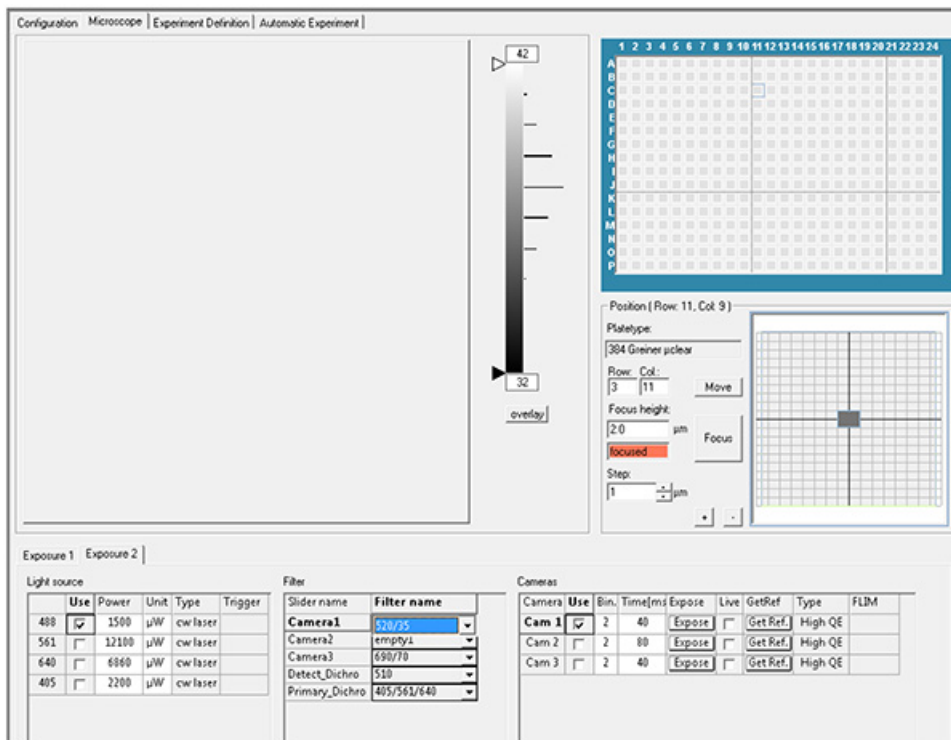 Configuration Microscope Experiment Definition Automatic Experiment
42
32
overlay
1 2 3 4 5 6 7 8 9 10 11 12 13 14 15 16 17 18 19 20 21 22 23 24
A
B
C
D
E
F
G
H
I
J
K
L
M
N
O
P
Position ( Row: 11, Col: 9 )
Platetype:
384 Greiner µclear
Row: Col.:
3 11 Move
Focus height:
2.0 µm Focus
focused
Step:
1 µm
+ -
Exposure 1 Exposure 2
Light source
Use Power Unit Type Trigger
488 1500 µW cw laser
561 12100 µW cw laser
640 6860 µW cw laser
405 2200 µW cw laser
Filter
Slider name Filter name
Camera1 520/35
Camera2 empty1
Camera3 690/70
Detect_Dichro 510
Primary_Dichro 405/561/640
Cameras
Camera Use Bin. Time[ms Expose Live GetRef Type FLIM
Cam 1 2 40 Expose Get Ref. High QE
Cam 2 2 80 Expose Get Ref. High QE
Cam 3 2 40 Expose Get Ref. High QE